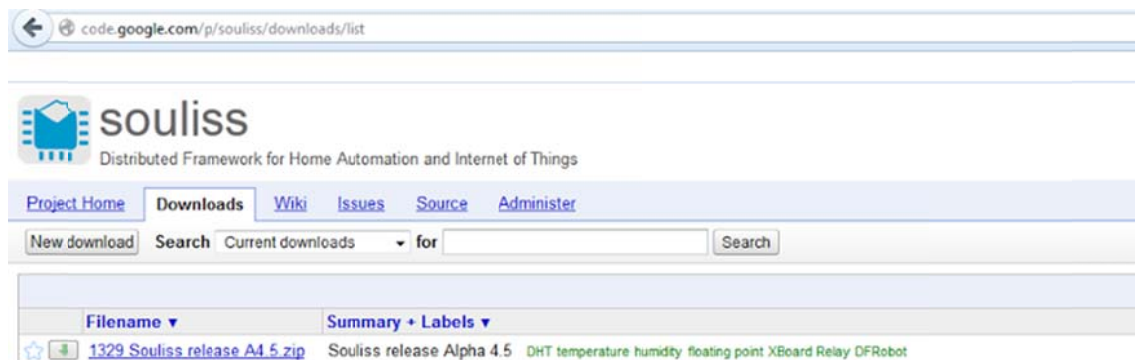 code.google.com/p/souliss/downloads/list
souliss
Distributed Framework for Home Automation and Internet of Things
Project Home Downloads Wiki Issues Source Administer
New download Search Current downloads for Search
Filename ▼ Summary + Labels ▼
1329 Souliss release A4.5.zip Souliss release Alpha 4.5 DHT temperature humidity floating point XBoard Relay DFRobot